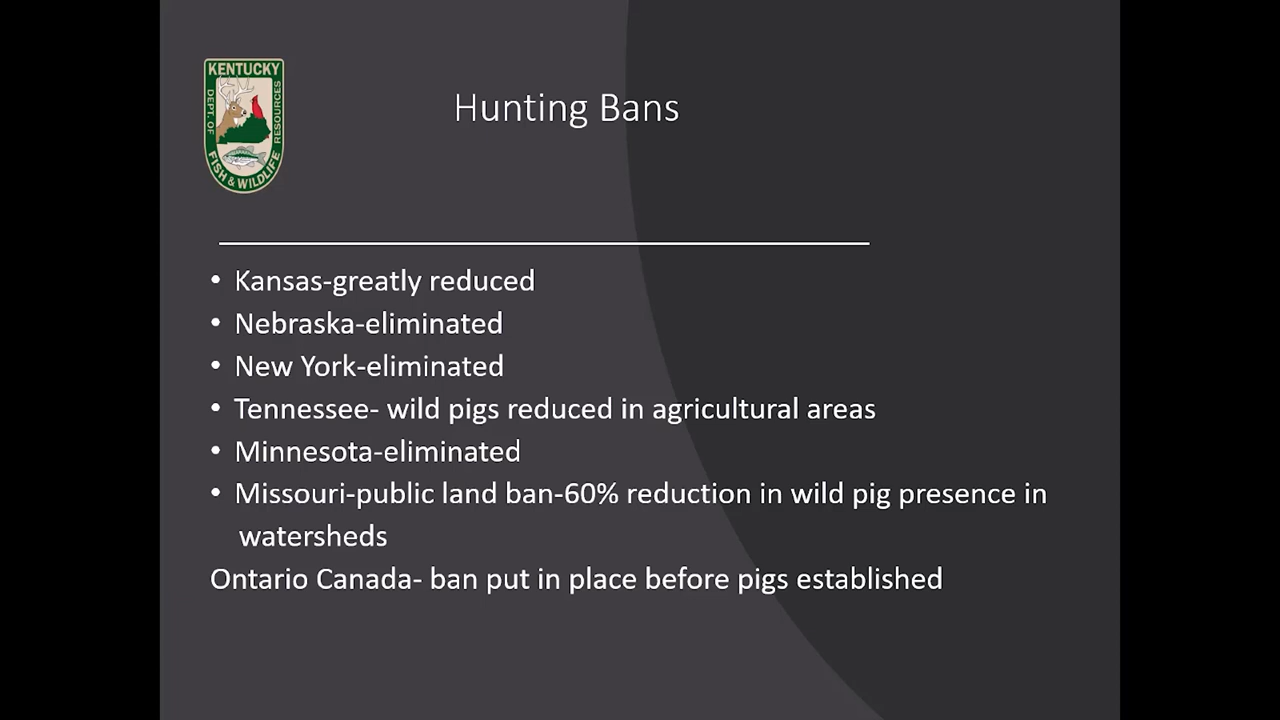 KENTUCKY
DEPT. OF
FISH & WILDLIFE
RESOURCES
Hunting Bans
• Kansas-greatly reduced
• Nebraska-eliminated
• New York-eliminated
• Tennessee- wild pigs reduced in agricultural areas
• Minnesota-eliminated
• Missouri-public land ban-60% reduction in wild pig presence in
watersheds
Ontario Canada- ban put in place before pigs established